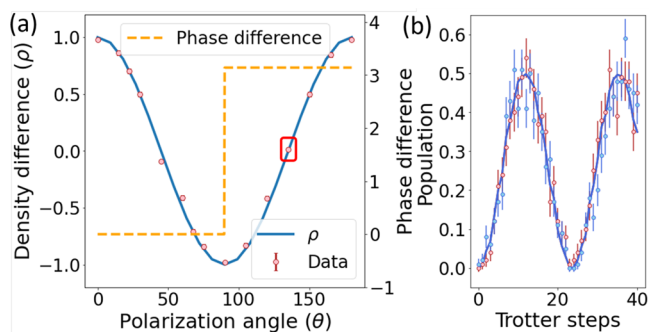 (a)
Density difference (ρ)
1.0
0.5
0.0
−0.5
−1.0
0
50
100
150
Polarization angle (θ)
Phase difference
ρ
Data
4
3
2
1
0
−1
Phase difference
(b)
Population
0.6
0.5
0.4
0.3
0.2
0.1
0.0
0
10
20
30
40
Trotter steps